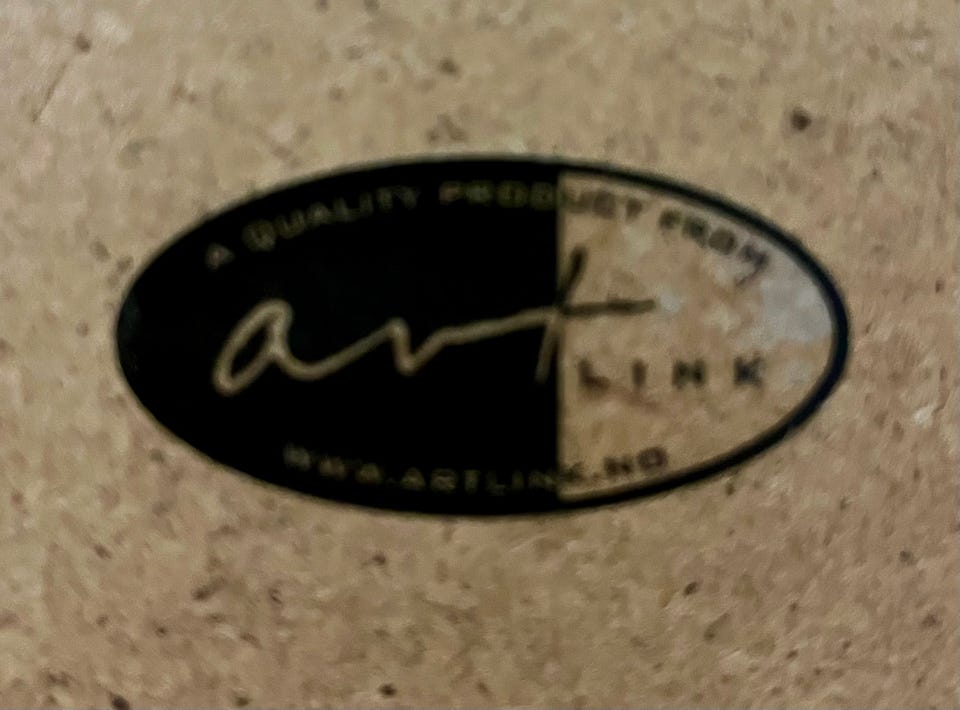 A QUALITY PRODUCT FROM
art
LINK
WWW.ARTLINK.NO